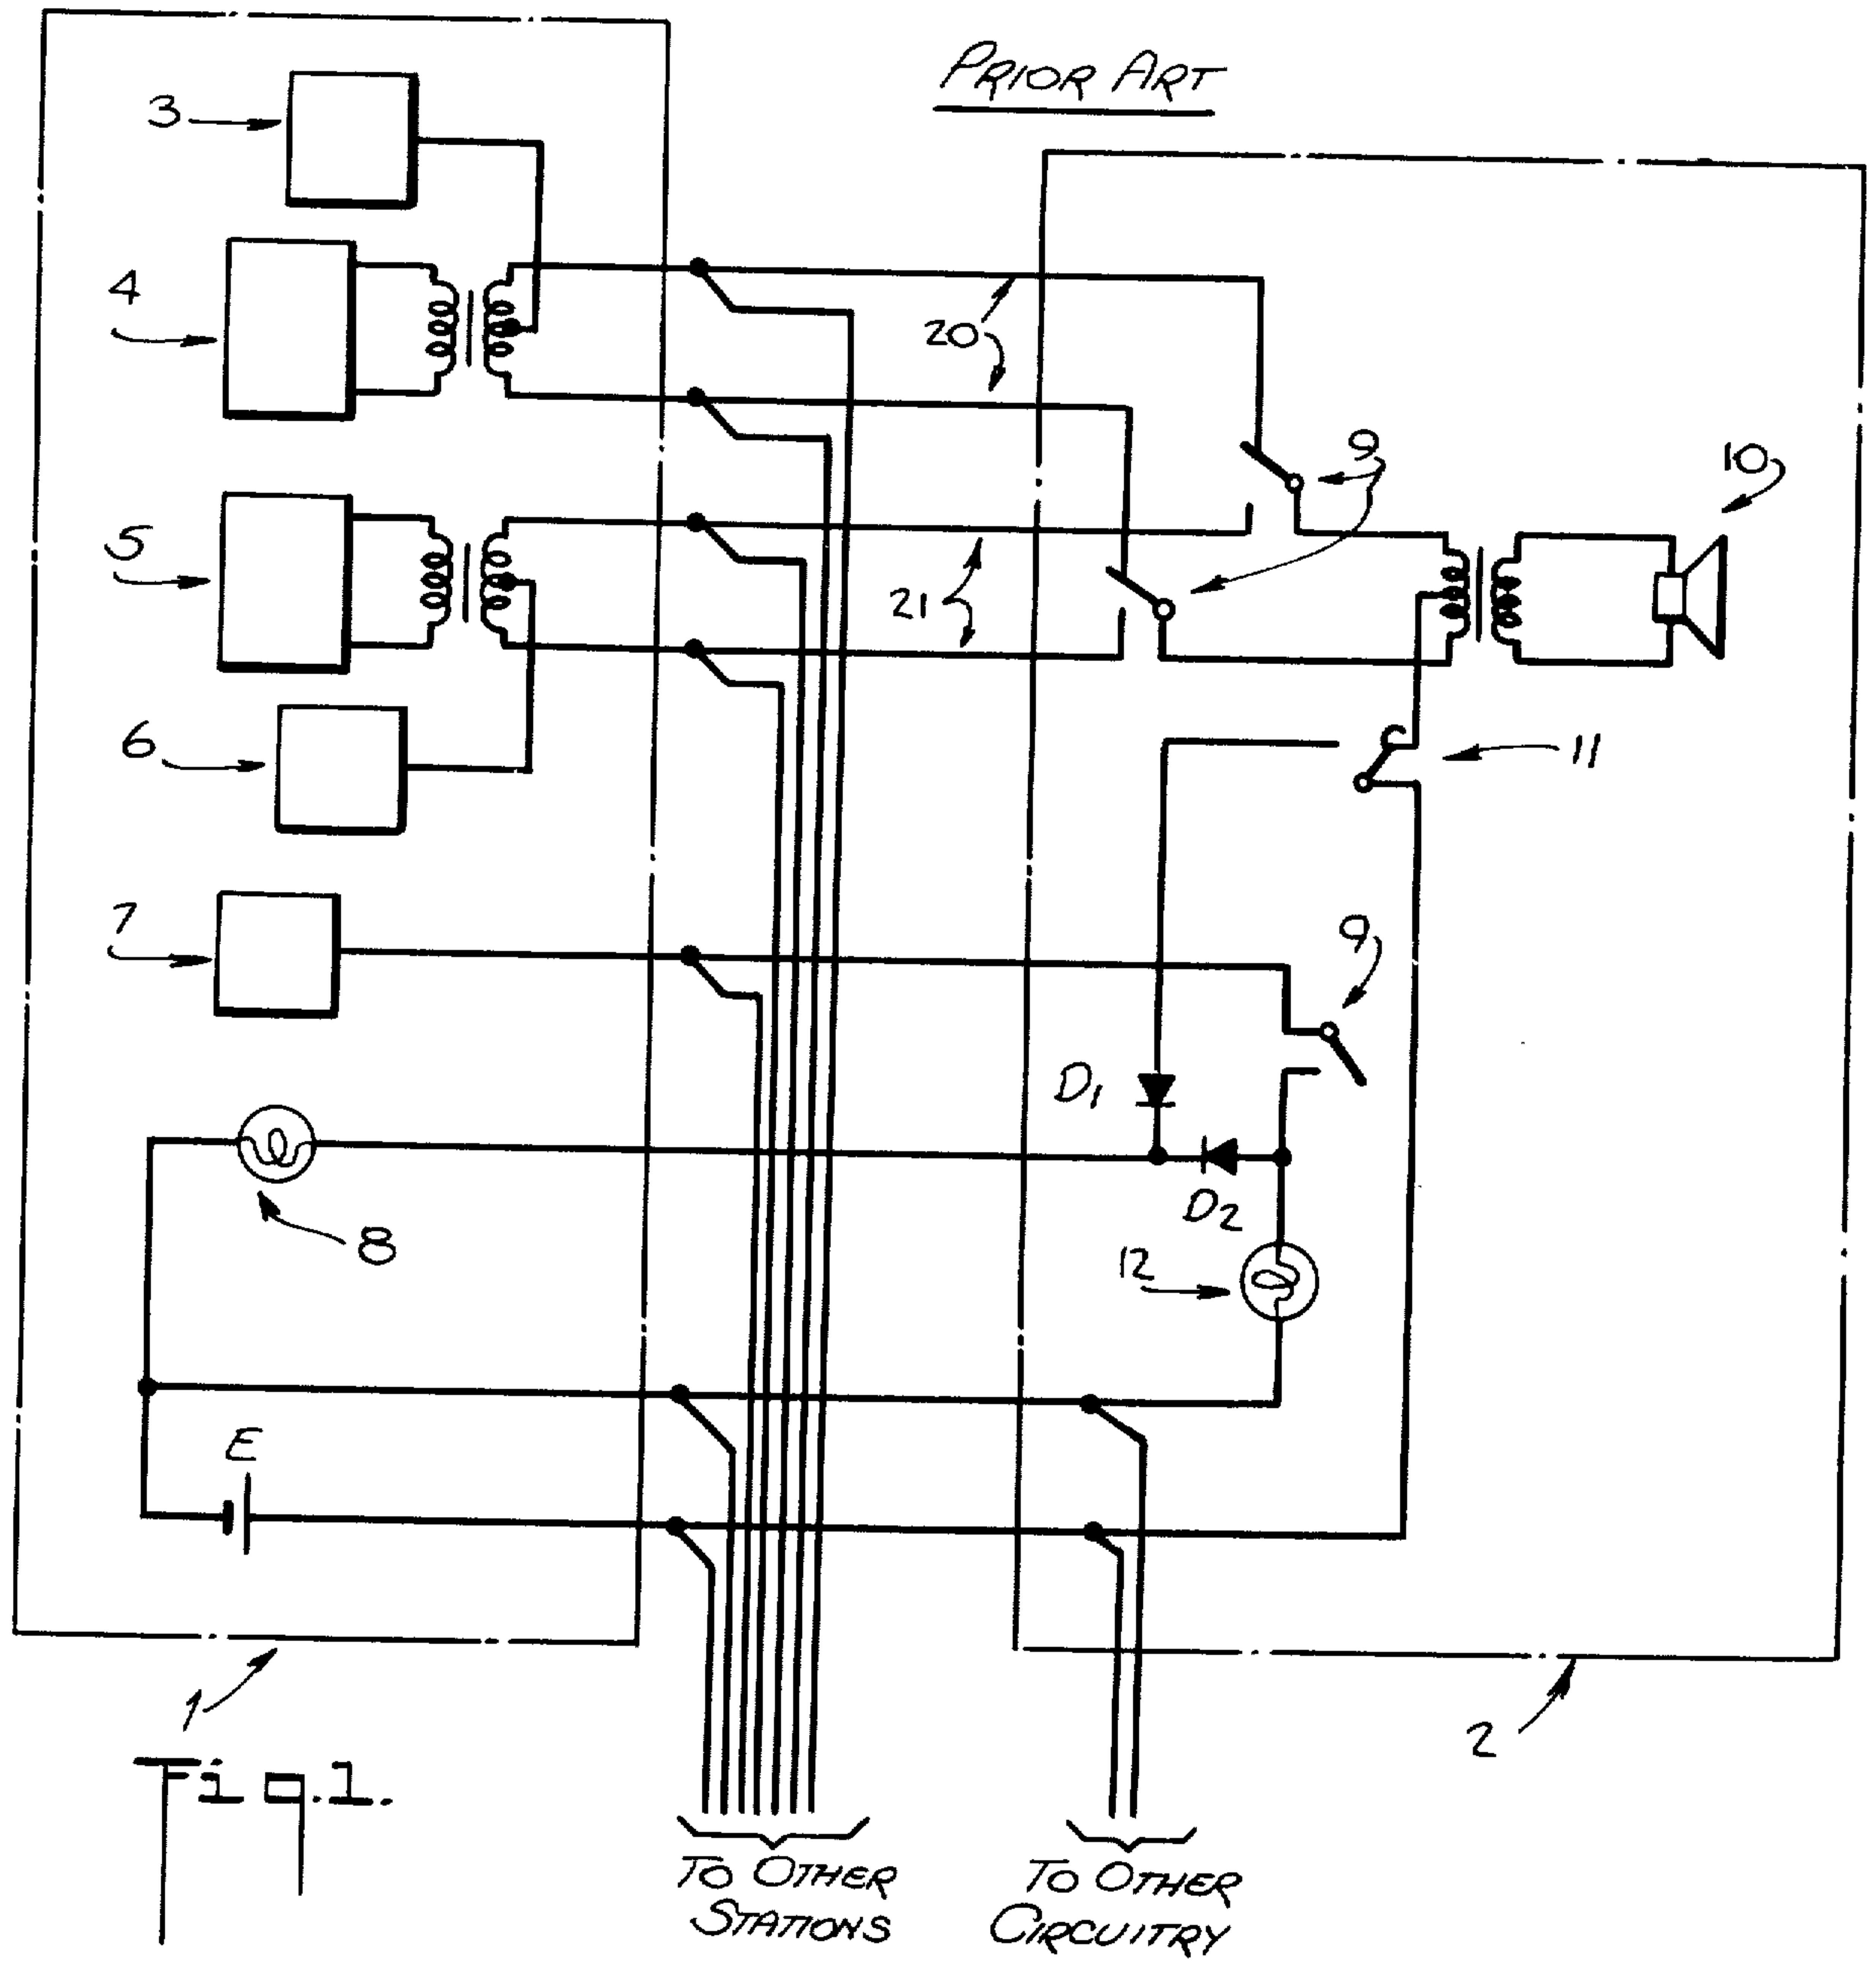 PRIOR ART
3
4
20
9
10
5
21
6
11
7
9
D1
8
D2
12
E
1
2
Fig.1.
TO OTHER
STATIONS
TO OTHER
CIRCUITRY